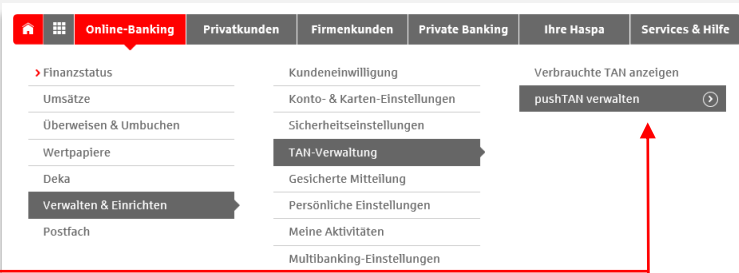 Online-Banking Privatkunden Firmenkunden Private Banking Ihre Haspa Services & Hilfe
Finanzstatus
Umsätze
Überweisen & Umbuchen
Wertpapiere
Deka
Verwalten & Einrichten
Postfach
Kundeneinwilligung
Konto- & Karten-Einstellungen
Sicherheitseinstellungen
TAN-Verwaltung
Gesicherte Mitteilung
Persönliche Einstellungen
Meine Aktivitäten
Multibanking-Einstellungen
Verbrauchte TAN anzeigen
pushTAN verwalten